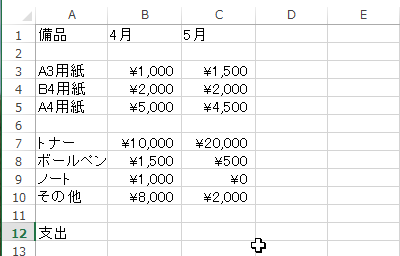 A B C D E
1 備品 4月 5月
2
3 A3用紙 ¥1,000 ¥1,500
4 B4用紙 ¥2,000 ¥2,000
5 A4用紙 ¥5,000 ¥4,500
6
7 トナー ¥10,000 ¥20,000
8 ボールペン ¥1,500 ¥500
9 ノート ¥1,000 ¥0
10 その他 ¥8,000 ¥2,000
11
12 支出
13